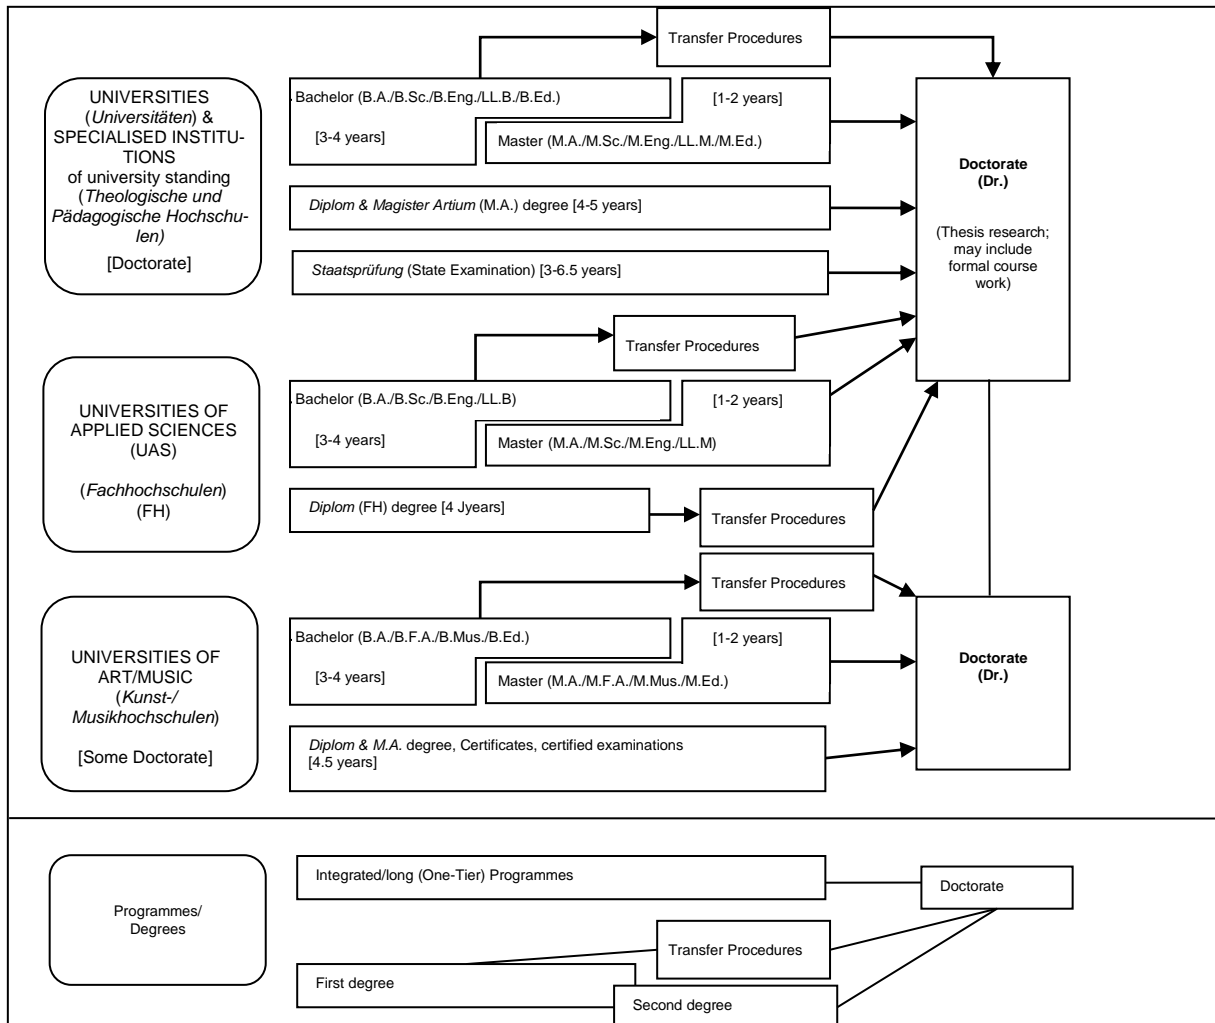 Transfer Procedures
UNIVERSITIES
(Universitäten) &
SPECIALISED INSTITU-
TIONS
of university standing
(Theologische und
Pädagogische Hochschu-
len)
[Doctorate]
Bachelor (B.A./B.Sc./B.Eng./LL.B./B.Ed.)
[3-4 years]
[1-2 years]
Master (M.A./M.Sc./M.Eng./LL.M./M.Ed.)
Diplom & Magister Artium (M.A.) degree [4-5 years]
Staatsprüfung (State Examination) [3-6.5 years]
Doctorate
(Dr.)
(Thesis research;
may include
formal course
work)
Transfer Procedures
UNIVERSITIES OF
APPLIED SCIENCES
(UAS)
(Fachhochschulen)
(FH)
Bachelor (B.A./B.Sc./B.Eng./LL.B)
[3-4 years]
[1-2 years]
Master (M.A./M.Sc./M.Eng./LL.M)
Diplom (FH) degree [4 Jyears]
Transfer Procedures
Transfer Procedures
UNIVERSITIES OF
ART/MUSIC
(Kunst-/
Musikhochschulen)
[Some Doctorate]
Bachelor (B.A./B.F.A./B.Mus./B.Ed.)
[3-4 years]
[1-2 years]
Master (M.A./M.F.A./M.Mus./M.Ed.)
Diplom & M.A. degree, Certificates, certified examinations
[4.5 years]
Doctorate
(Dr.)
Programmes/
Degrees
Integrated/long (One-Tier) Programmes
Doctorate
Transfer Procedures
First degree
Second degree